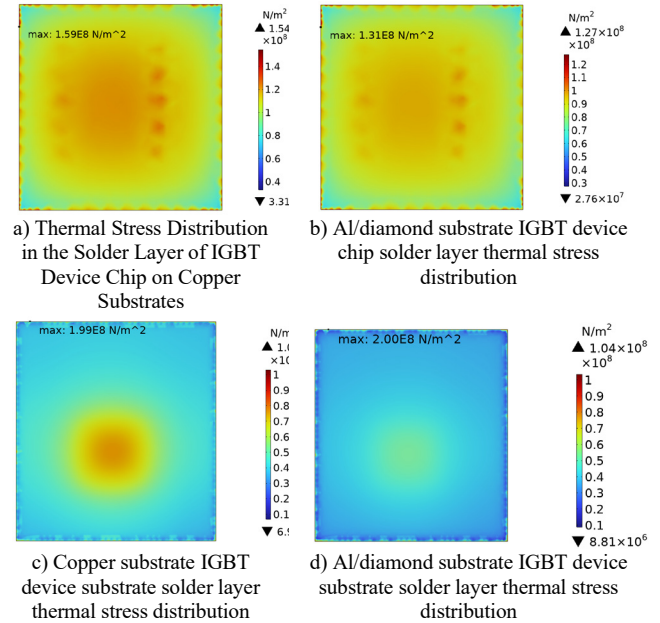 N/m²
max: 1.59E8 N/m^2
▲ 1.54
×10⁸
1.4
1.2
1
0.8
0.6
0.4
▼ 3.31
N/m²
max: 1.31E8 N/m^2
▲ 1.27×10⁸
×10⁸
1.2
1.1
1
0.9
0.8
0.7
0.6
0.5
0.4
0.3
▼ 2.76×10⁷
a) Thermal Stress Distribution
in the Solder Layer of IGBT
Device Chip on Copper
Substrates
b) Al/diamond substrate IGBT device
chip solder layer thermal stress
distribution
max: 1.99E8 N/m^2
▲ 1.0
×10
1
0.9
0.8
0.7
0.6
0.5
0.4
0.3
0.2
0.1
▼ 6.9
N/m²
max: 2.00E8 N/m^2
▲ 1.04×10⁸
×10⁸
1
0.9
0.8
0.7
0.6
0.5
0.4
0.3
0.2
0.1
▼ 8.81×10⁶
c) Copper substrate IGBT
device substrate solder layer
thermal stress distribution
d) Al/diamond substrate IGBT device
substrate solder layer thermal stress
distribution